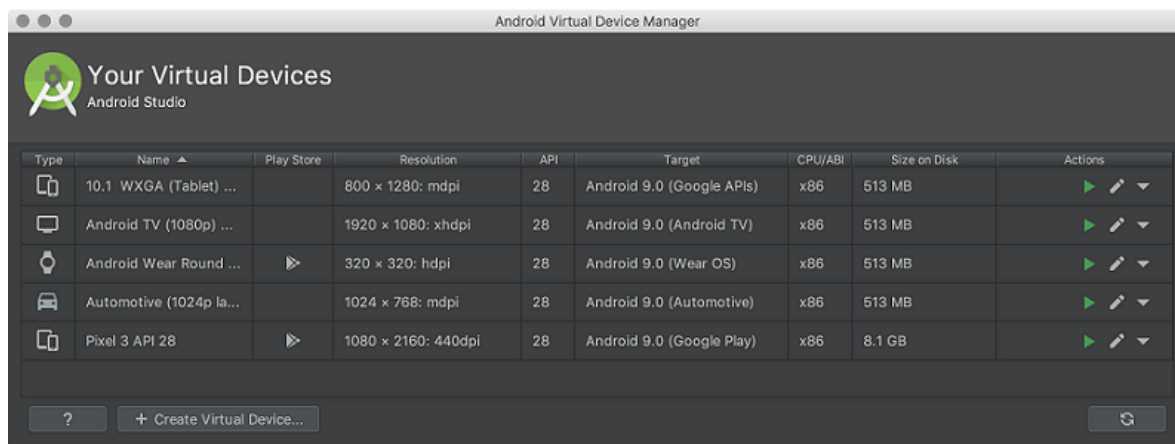 Android Virtual Device Manager
Your Virtual Devices
Android Studio
Type Name Play Store Resolution API Target CPU/ABI Size on Disk Actions
10.1 WXGA (Tablet) ... 800 × 1280: mdpi 28 Android 9.0 (Google APIs) x86 513 MB
Android TV (1080p) ... 1920 × 1080: xhdpi 28 Android 9.0 (Android TV) x86 513 MB
Android Wear Round ... 320 × 320: hdpi 28 Android 9.0 (Wear OS) x86 513 MB
Automotive (1024p la... 1024 × 768: mdpi 28 Android 9.0 (Automotive) x86 513 MB
Pixel 3 API 28 1080 × 2160: 440dpi 28 Android 9.0 (Google Play) x86 8.1 GB
? + Create Virtual Device...